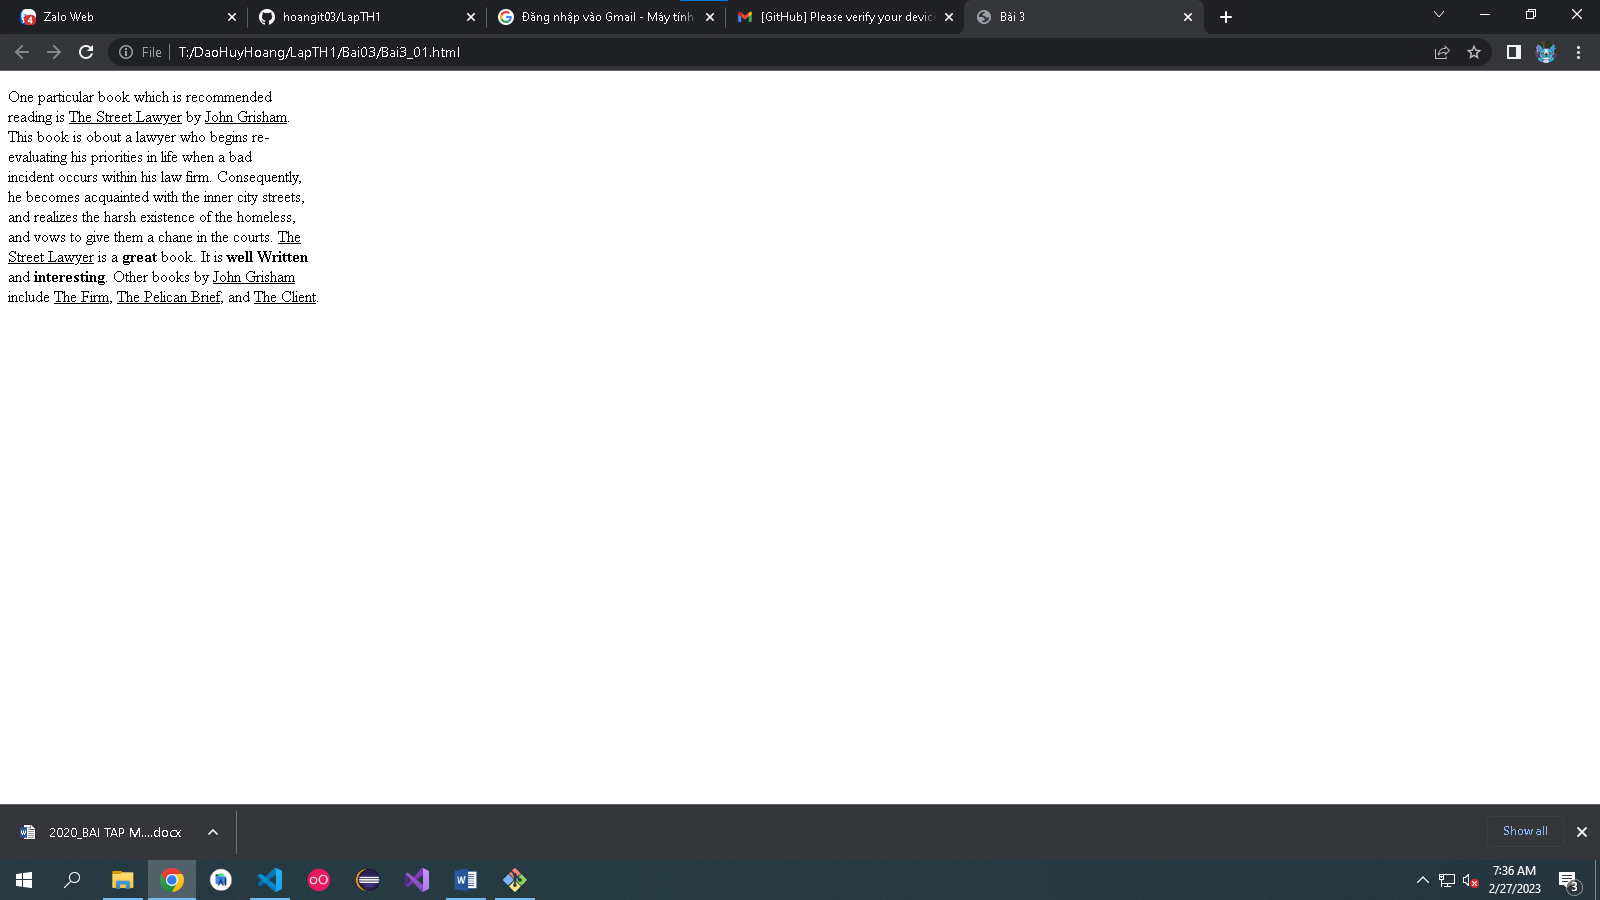 Zalo Web
hoangit03/LapTH1
Đăng nhập vào Gmail - Máy tính
[GitHub] Please verify your device
Bài 3
File
T:/DaoHuyHoang/LapTH1/Bai03/Bai3_01.html
One particular book which is recommended
reading is The Street Lawyer by John Grisham.
This book is obout a lawyer who begins re-
evaluating his priorities in life when a bad
incident occurs within his law firm. Consequently,
he becomes acquainted with the inner city streets,
and realizes the harsh existence of the homeless,
and vows to give them a chane in the courts. The
Street Lawyer is a great book. It is well Written
and interesting. Other books by John Grisham
include The Firm, The Pelican Brief, and The Client.
2020_BAI TAP M....docx
Show all
7:36 AM
2/27/2023
3